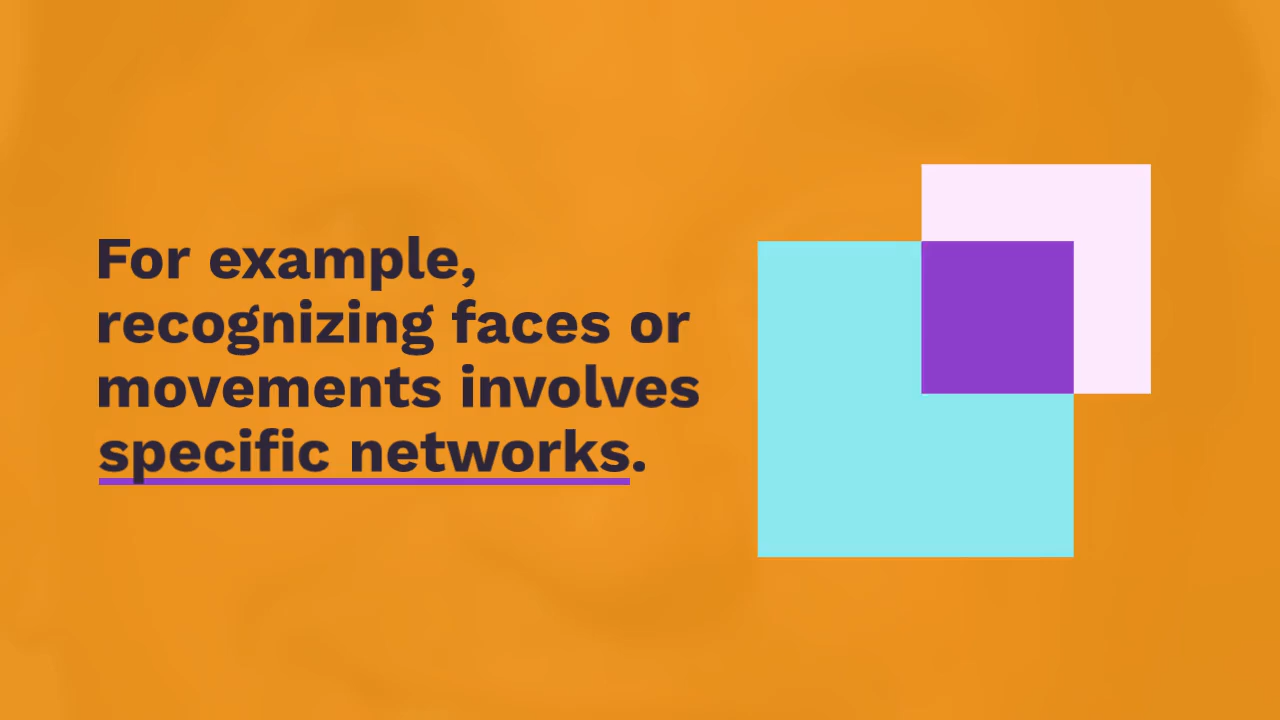 For example,
recognizing faces or
movements involves
specific networks.